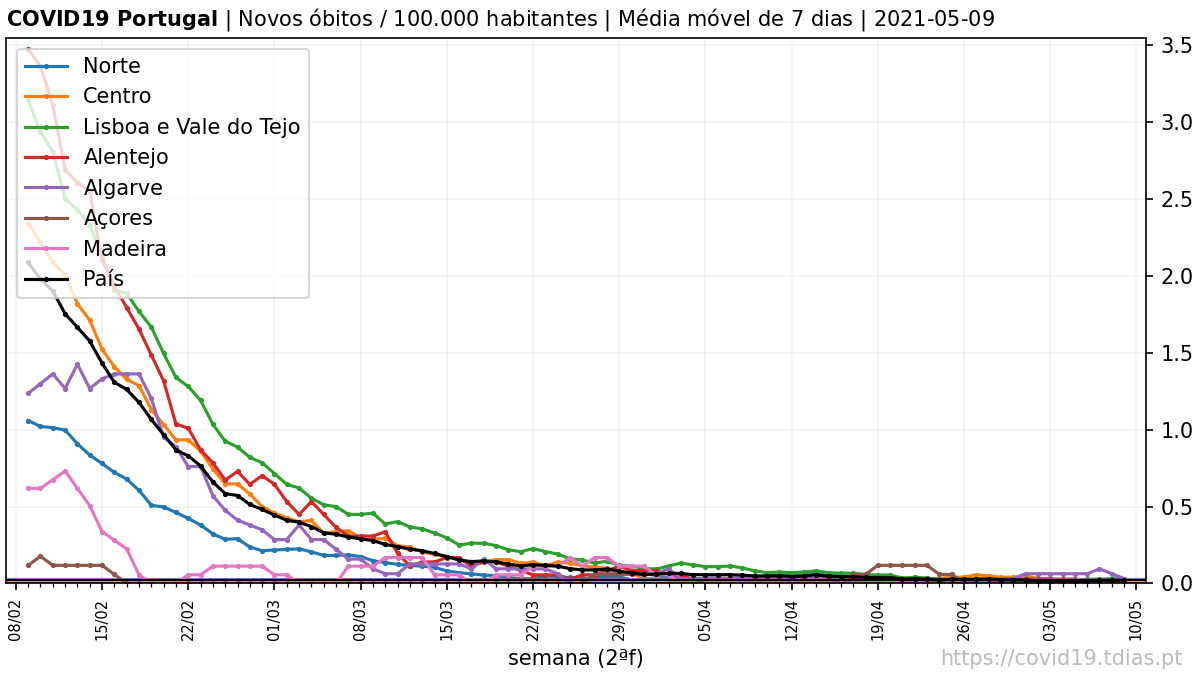 COVID19 Portugal | Novos óbitos / 100.000 habitantes | Média móvel de 7 dias | 2021-05-09
Norte
Centro
Lisboa e Vale do Tejo
Alentejo
Algarve
Açores
Madeira
País
3.5
3.0
2.5
2.0
1.5
1.0
0.5
0.0
08/02
15/02
22/02
01/03
08/03
15/03
22/03
29/03
05/04
12/04
19/04
26/04
03/05
10/05
semana (2ªf)
https://covid19.tdias.pt